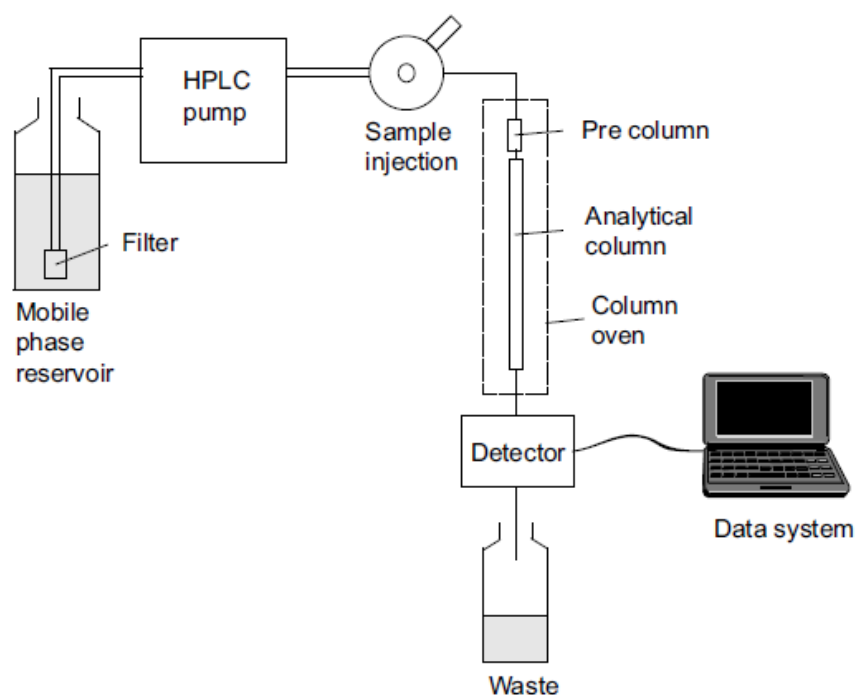 HPLC
pump
Sample
injection
Pre column
Analytical
column
Filter
Mobile
phase
reservoir
Column
oven
Detector
Data system
Waste